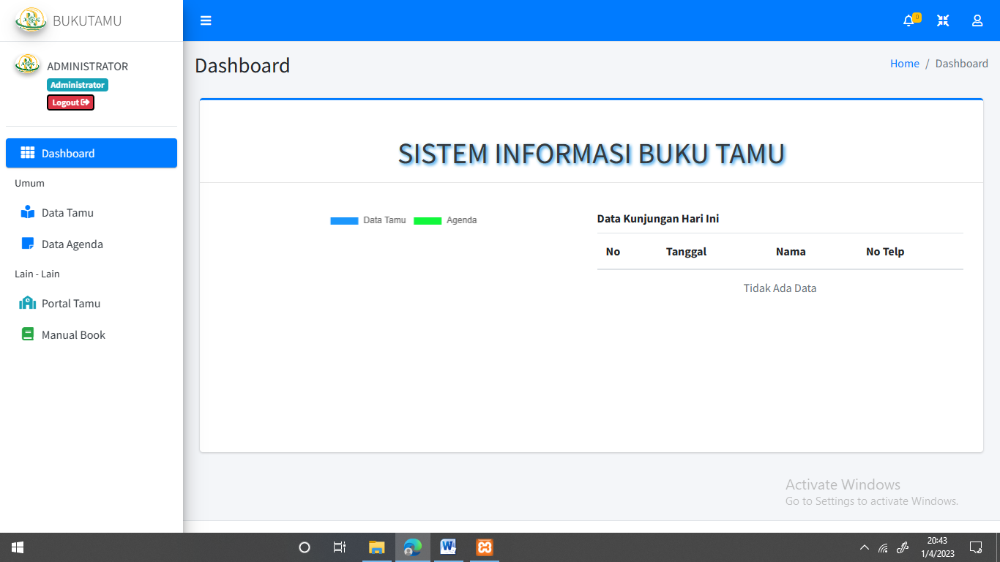 BUKUTAMU
0
ADMINISTRATOR
Administrator
Logout
Dashboard
Home / Dashboard
Dashboard
Umum
Data Tamu
Data Agenda
Lain - Lain
Portal Tamu
Manual Book
SISTEM INFORMASI BUKU TAMU
Data Tamu Agenda
Data Kunjungan Hari Ini
No Tanggal Nama No Telp
Tidak Ada Data
Activate Windows
Go to Settings to activate Windows.
20:43
1/4/2023